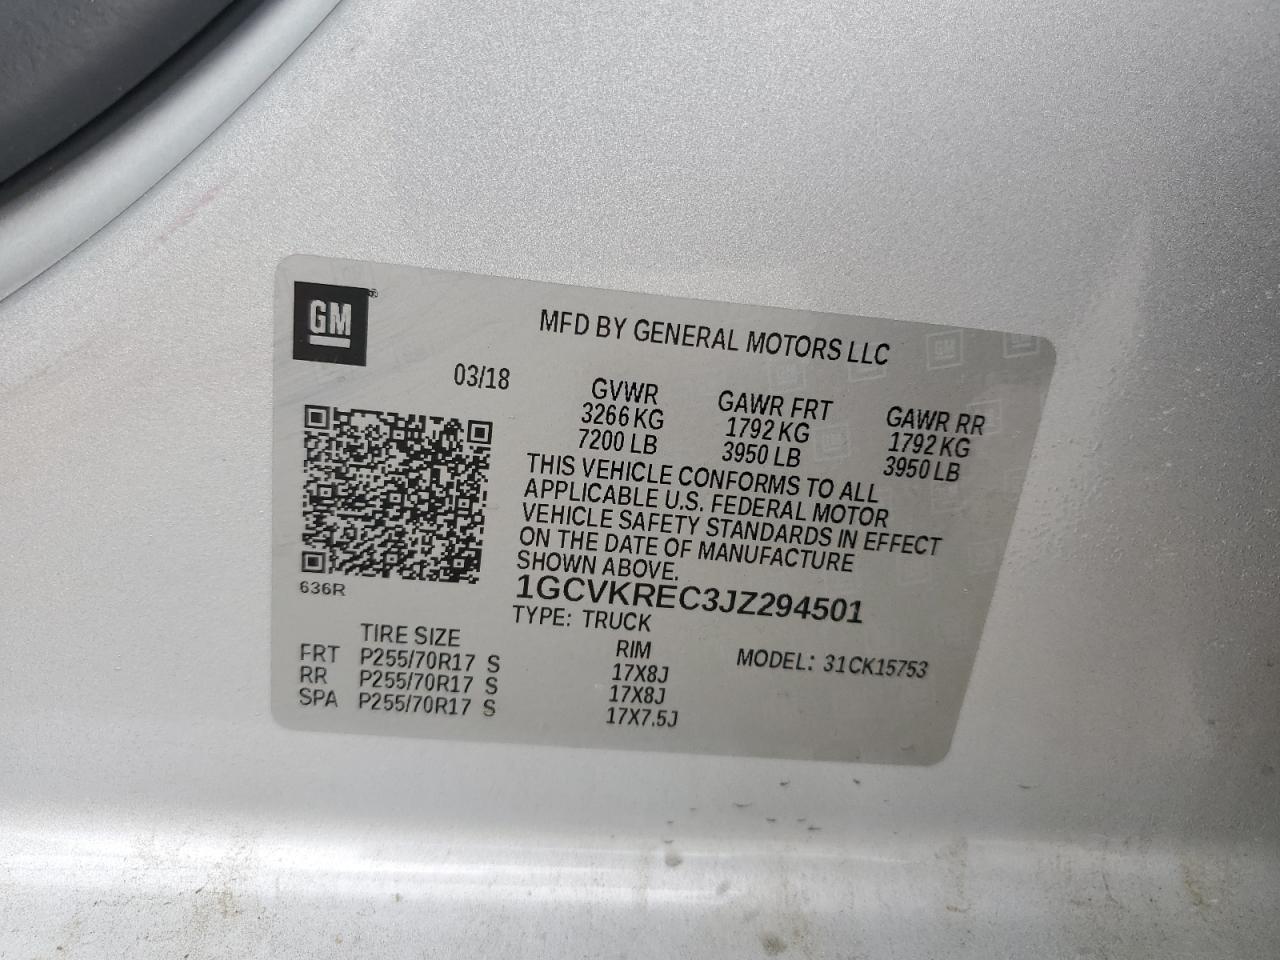 GM
MFD BY GENERAL MOTORS LLC
03/18
GVWR GAWR FRT GAWR RR
3266 KG 1792 KG 1792 KG
7200 LB 3950 LB 3950 LB
THIS VEHICLE CONFORMS TO ALL
APPLICABLE U.S. FEDERAL MOTOR
VEHICLE SAFETY STANDARDS IN EFFECT
ON THE DATE OF MANUFACTURE
SHOWN ABOVE.
636R
1GCVKREC3JZ294501
TYPE: TRUCK
TIRE SIZE RIM MODEL: 31CK15753
FRT P255/70R17 S 17X8J
RR P255/70R17 S 17X8J
SPA P255/70R17 S 17X7.5J